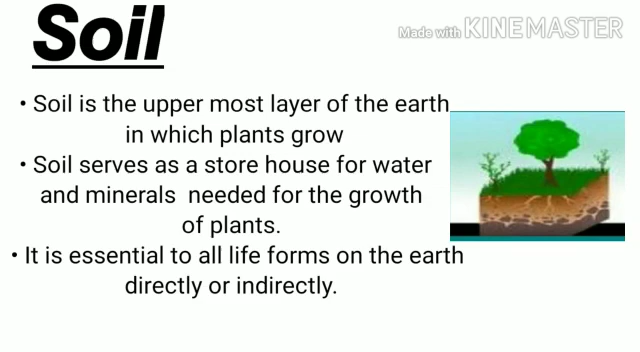 Soil
Made with KINEMASTER
• Soil is the upper most layer of the earth
in which plants grow
• Soil serves as a store house for water
and minerals needed for the growth
of plants.
• It is essential to all life forms on the earth
directly or indirectly.